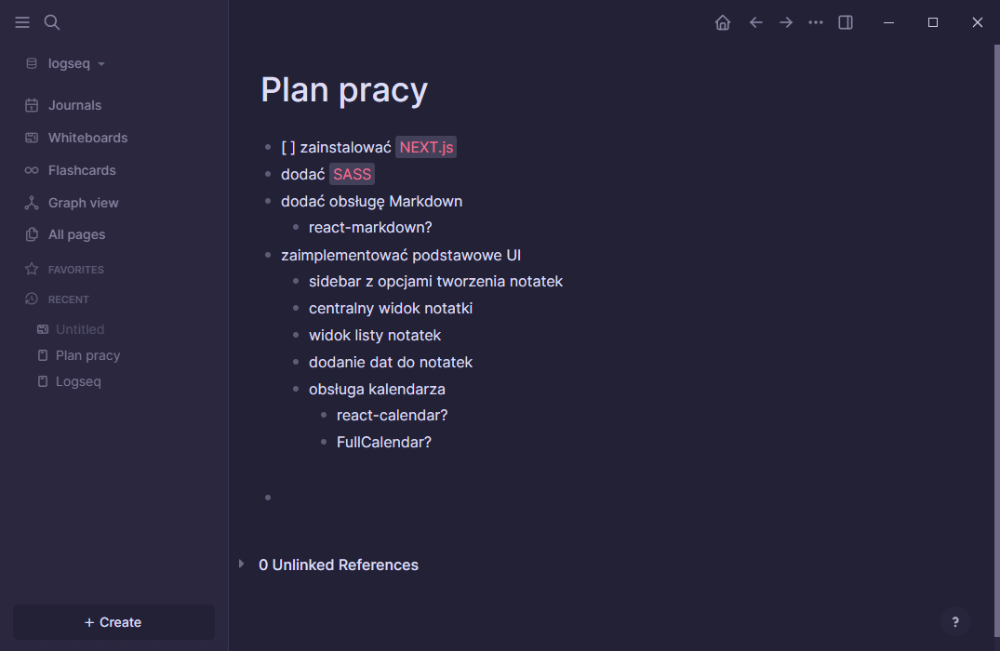 logseq
Journals
Whiteboards
Flashcards
Graph view
All pages
FAVORITES
RECENT
Untitled
Plan pracy
Logseq
+ Create
Plan pracy
[ ] zainstalować NEXT.js
dodać SASS
dodać obsługę Markdown
react-markdown?
zaimplementować podstawowe UI
sidebar z opcjami tworzenia notatek
centralny widok notatki
widok listy notatek
dodanie dat do notatek
obsługa kalendarza
react-calendar?
FullCalendar?
0 Unlinked References
?